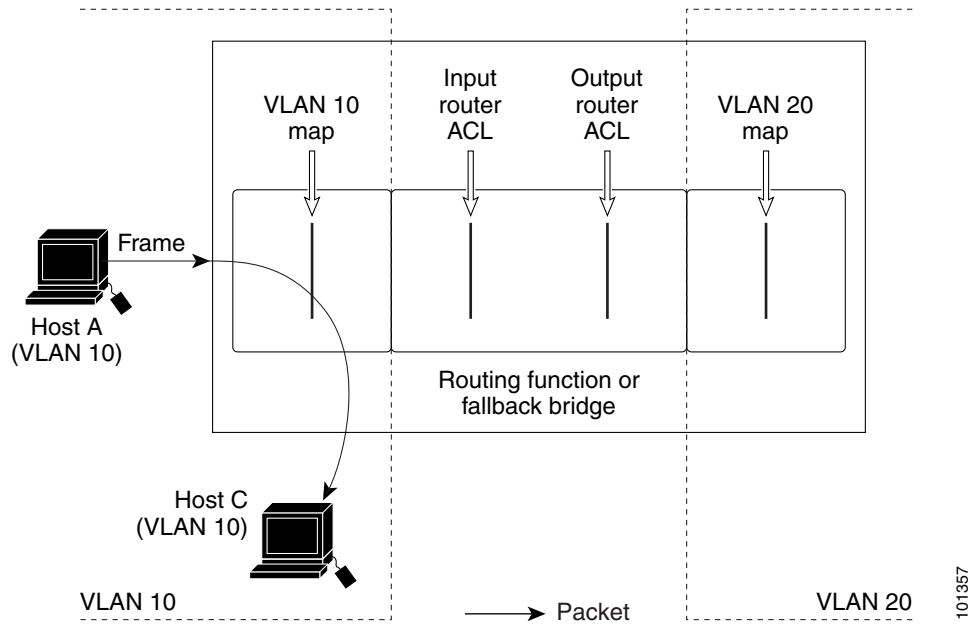 VLAN 10
map
Input
router
ACL
Output
router
ACL
VLAN 20
map
Frame
Host A
(VLAN 10)
Routing function or
fallback bridge
Host C
(VLAN 10)
VLAN 10
Packet
VLAN 20
101357